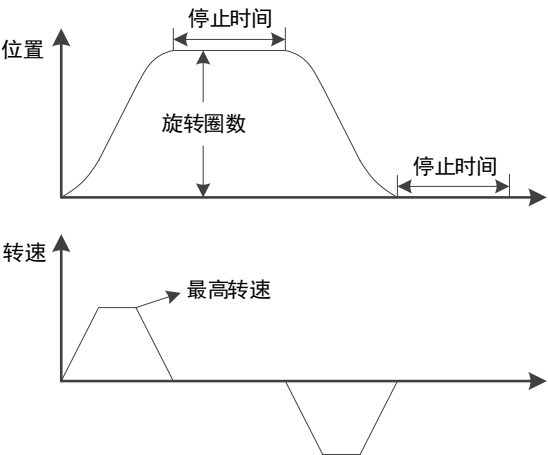 停止时间
位置
旋转圈数
停止时间
转速
最高转速